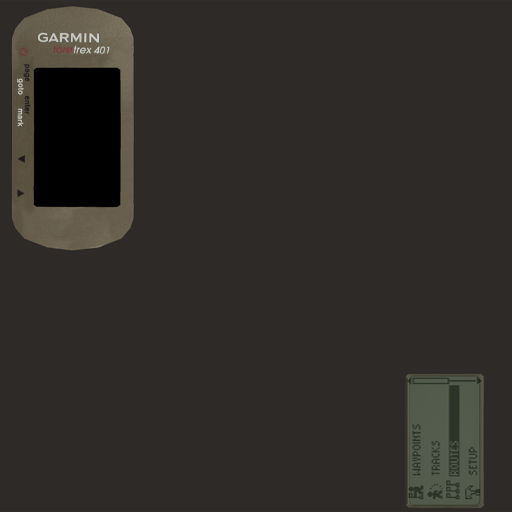 GARMIN
foretrex 401
page
goto
enter
mark
WAYPOINTS
TRACKS
ROUTES
SETUP